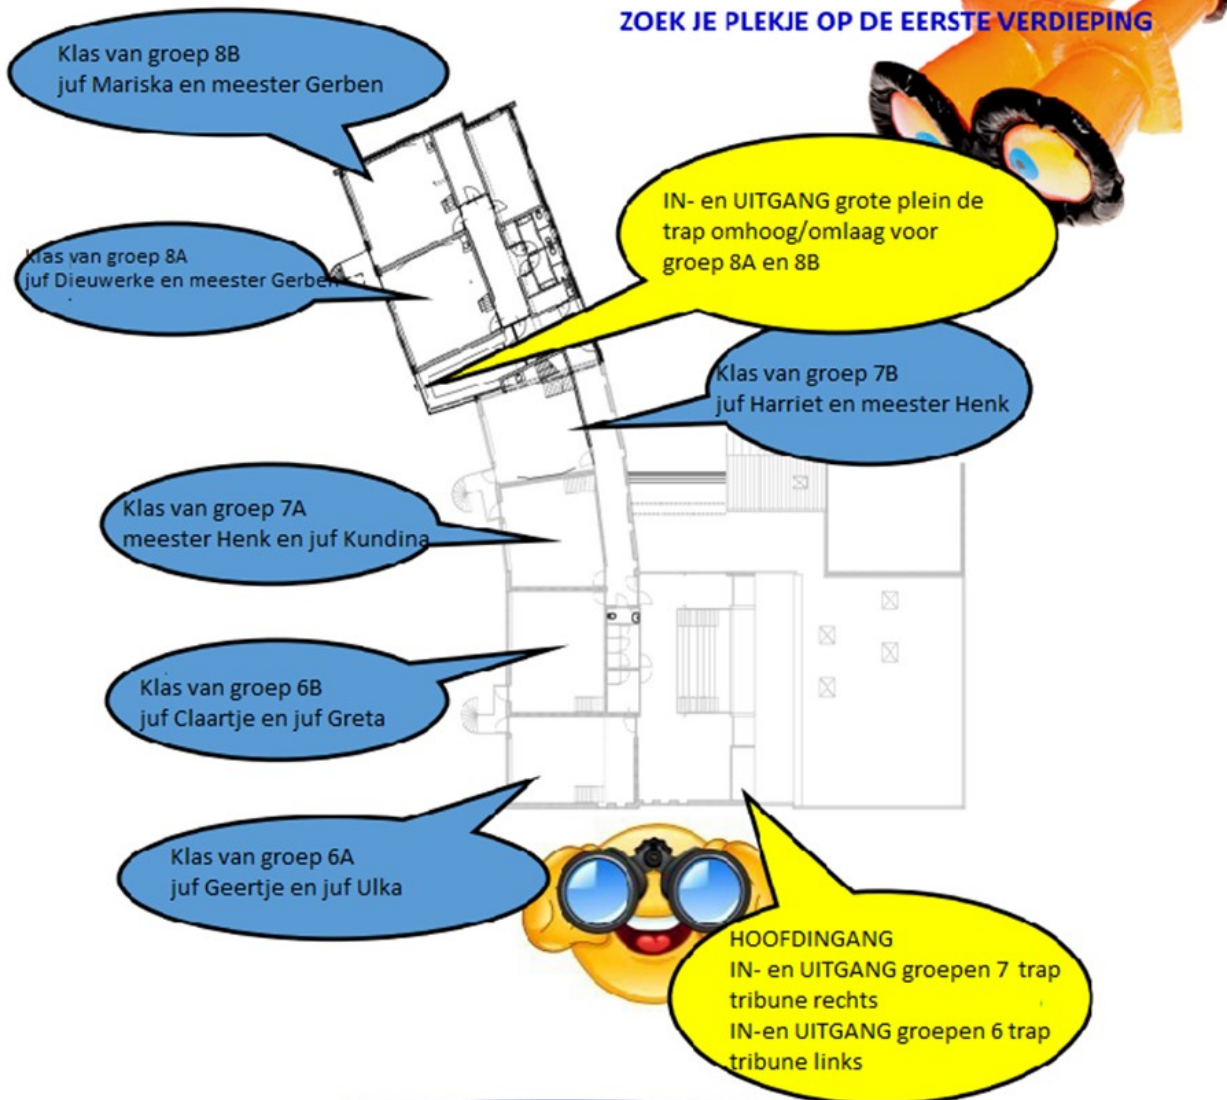 ZOEK JE PLEKJE OP DE EERSTE VERDIEPING
Klas van groep 8B
juf Mariska en meester Gerben
IN- en UITGANG grote plein de
trap omhoog/omlaag voor
groep 8A en 8B
Klas van groep 8A
juf Dieuwerke en meester Gerben
Klas van groep 7B
juf Harriet en meester Henk
Klas van groep 7A
meester Henk en juf Kundina
Klas van groep 6B
juf Claartje en juf Greta
Klas van groep 6A
juf Geertje en juf Ulka
HOOFDINGANG
IN- en UITGANG groepen 7 trap
tribune rechts
IN-en UITGANG groepen 6 trap
tribune links